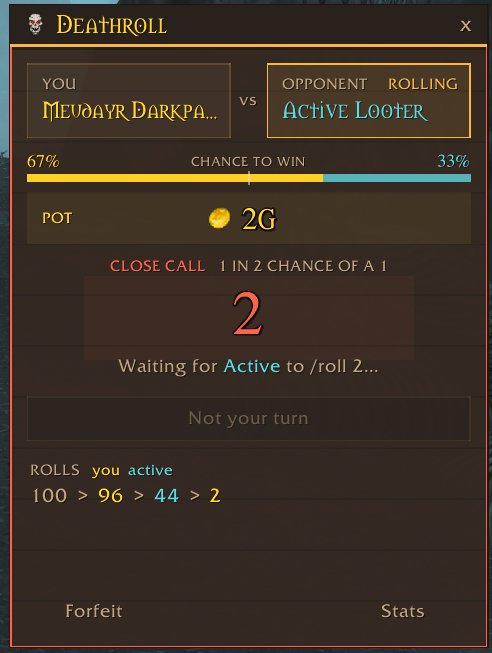 Deathroll x
YOU
Meudayr Darkpa...
vs
OPPONENT ROLLING
Active Looter
67% CHANCE TO WIN 33%
POT 2G
CLOSE CALL 1 IN 2 CHANCE OF A 1
2
Waiting for Active to /roll 2...
Not your turn
ROLLS you active
100 > 96 > 44 > 2
Forfeit Stats